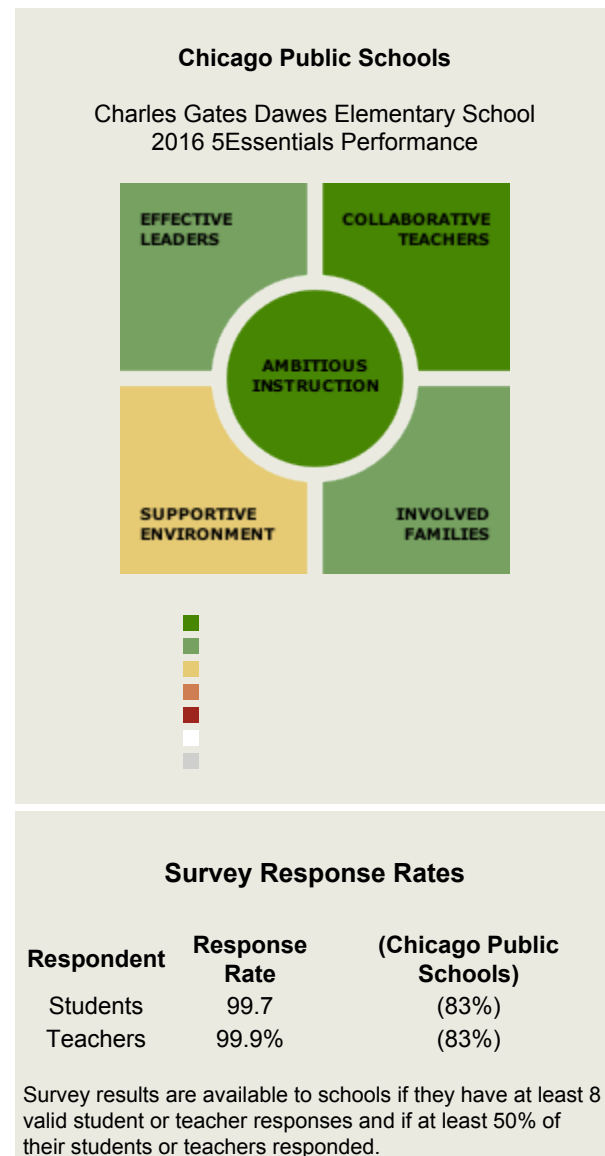 Chicago Public Schools
Charles Gates Dawes Elementary School
2016 5Essentials Performance
EFFECTIVE
LEADERS
COLLABORATIVE
TEACHERS
AMBITIOUS
INSTRUCTION
SUPPORTIVE
ENVIRONMENT
INVOLVED
FAMILIES
Survey Response Rates
Respondent Response Rate (Chicago Public Schools)
Students 99.7 (83%)
Teachers 99.9% (83%)
Survey results are available to schools if they have at least 8
valid student or teacher responses and if at least 50% of
their students or teachers responded.